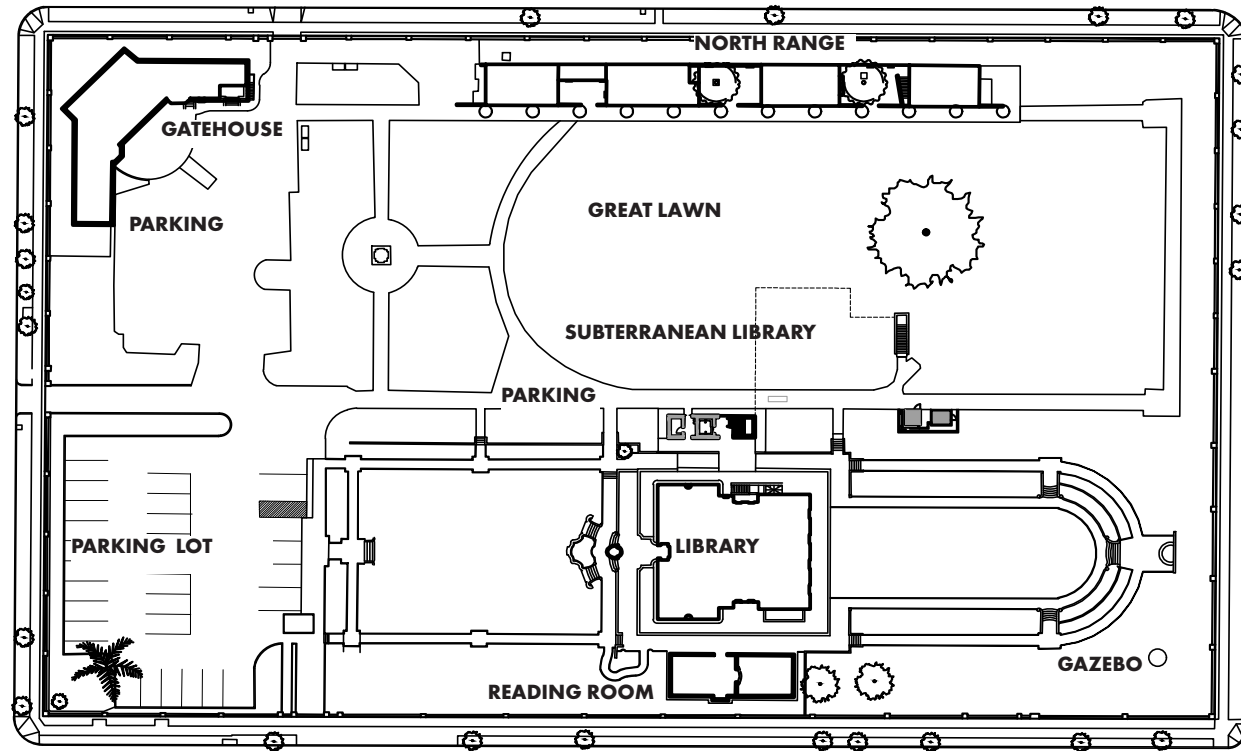 NORTH RANGE
GATEHOUSE
GREAT LAWN
PARKING
SUBTERRANEAN LIBRARY
PARKING
PARKING LOT
LIBRARY
GAZEBO
READING ROOM